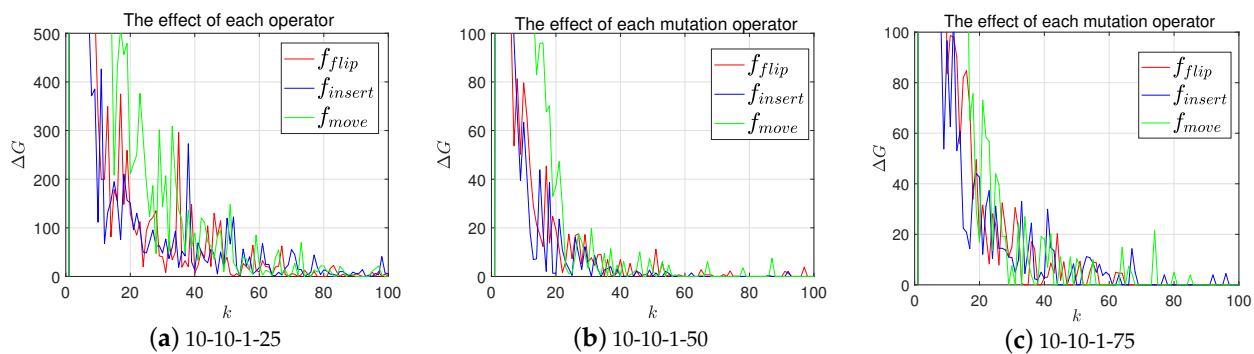 The effect of each operator
500
400
300
200
100
0
ΔG
0 20 40 60 80 100
k
f_flip
f_insert
f_move
(a) 10-10-1-25
The effect of each mutation operator
100
80
60
40
20
0
ΔG
0 20 40 60 80 100
k
f_flip
f_insert
f_move
(b) 10-10-1-50
The effect of each mutation operator
100
80
60
40
20
0
ΔG
0 20 40 60 80 100
k
f_flip
f_insert
f_move
(c) 10-10-1-75